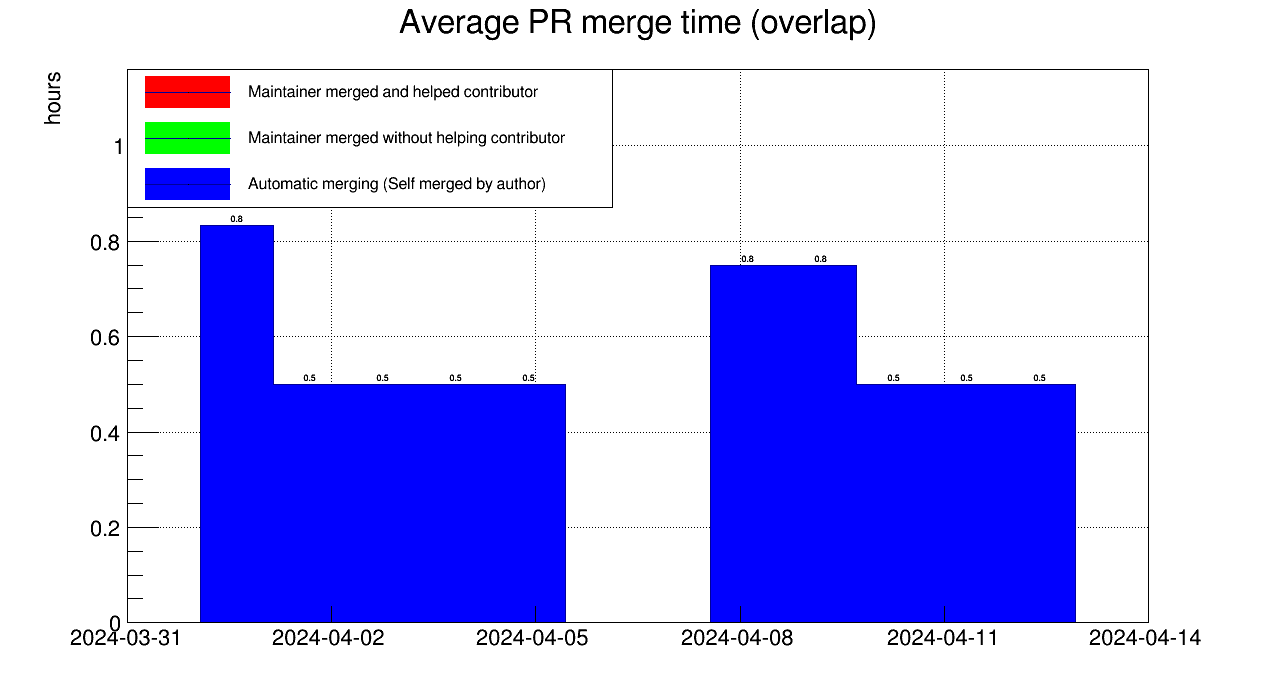 Average PR merge time (overlap)
hours
Maintainer merged and helped contributor
Maintainer merged without helping contributor
Automatic merging (Self merged by author)
1
0.8
0.6
0.4
0.2
0
0.8
0.5 0.5 0.5 0.5
0.8 0.8
0.5 0.5 0.5
2024-03-31 2024-04-02 2024-04-05 2024-04-08 2024-04-11 2024-04-14